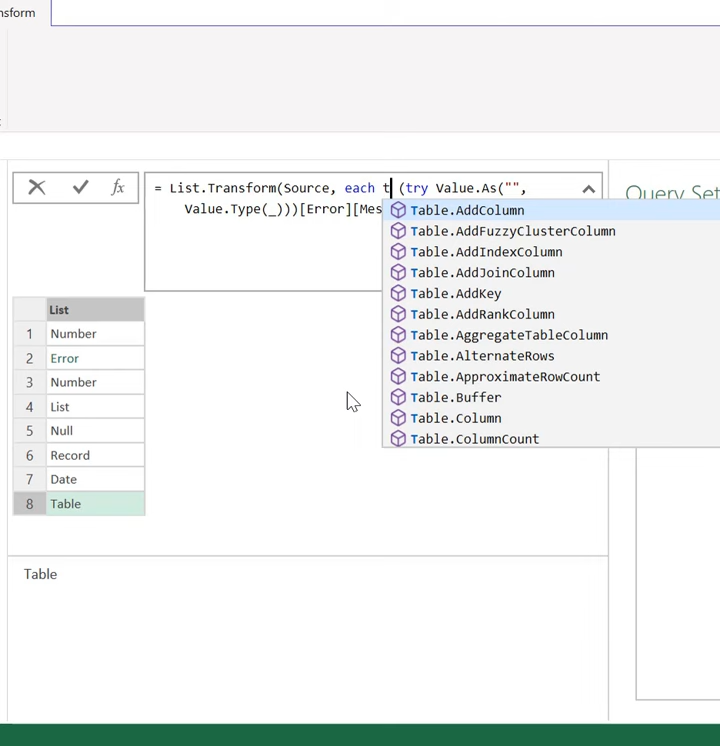 nsform
= List.Transform(Source, each t (try Value.As("",
Value.Type(_)))[Error][Mes
Query Set
Table.AddColumn
Table.AddFuzzyClusterColumn
Table.AddIndexColumn
Table.AddJoinColumn
Table.AddKey
Table.AddRankColumn
Table.AggregateTableColumn
Table.AlternateRows
Table.ApproximateRowCount
Table.Buffer
Table.Column
Table.ColumnCount
List
1 Number
2 Error
3 Number
4 List
5 Null
6 Record
7 Date
8 Table
Table